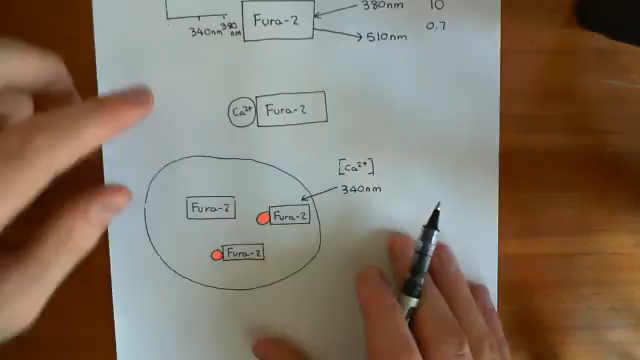 380nm 10
340nm 380 nm Fura-2
510nm 0.7
Ca²⁺ Fura-2
[Ca²⁺]
340nm
Fura-2
Fura-2
Fura-2